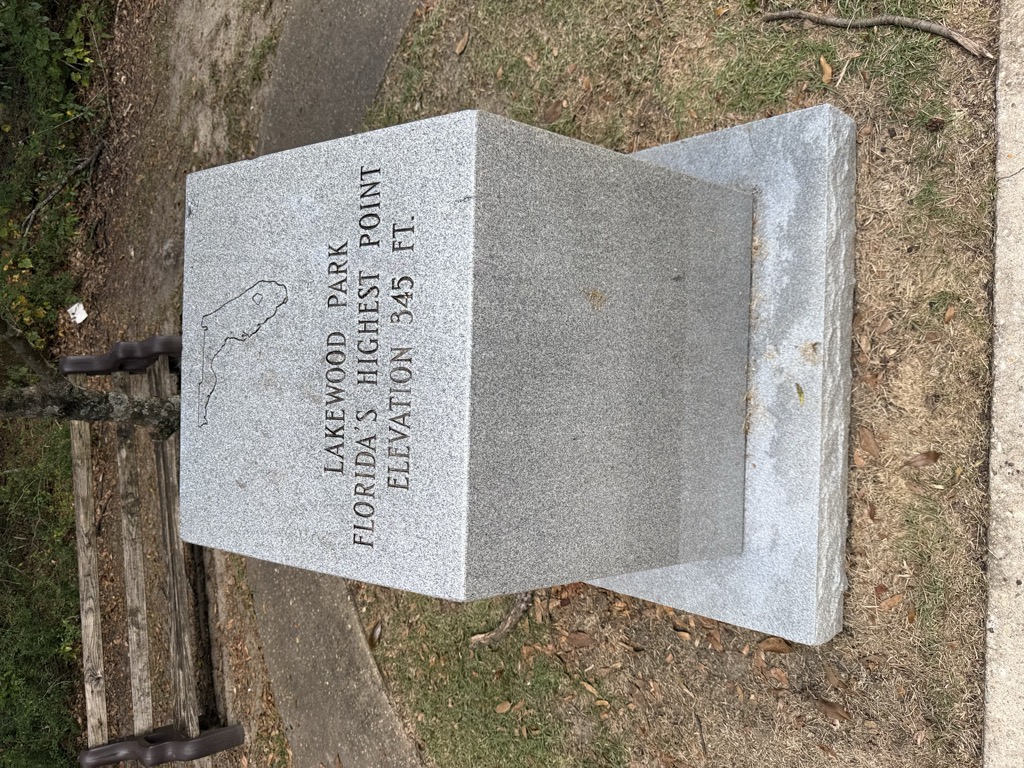 LAKEWOOD PARK
FLORIDA'S HIGHEST POINT
ELEVATION 345 FT.